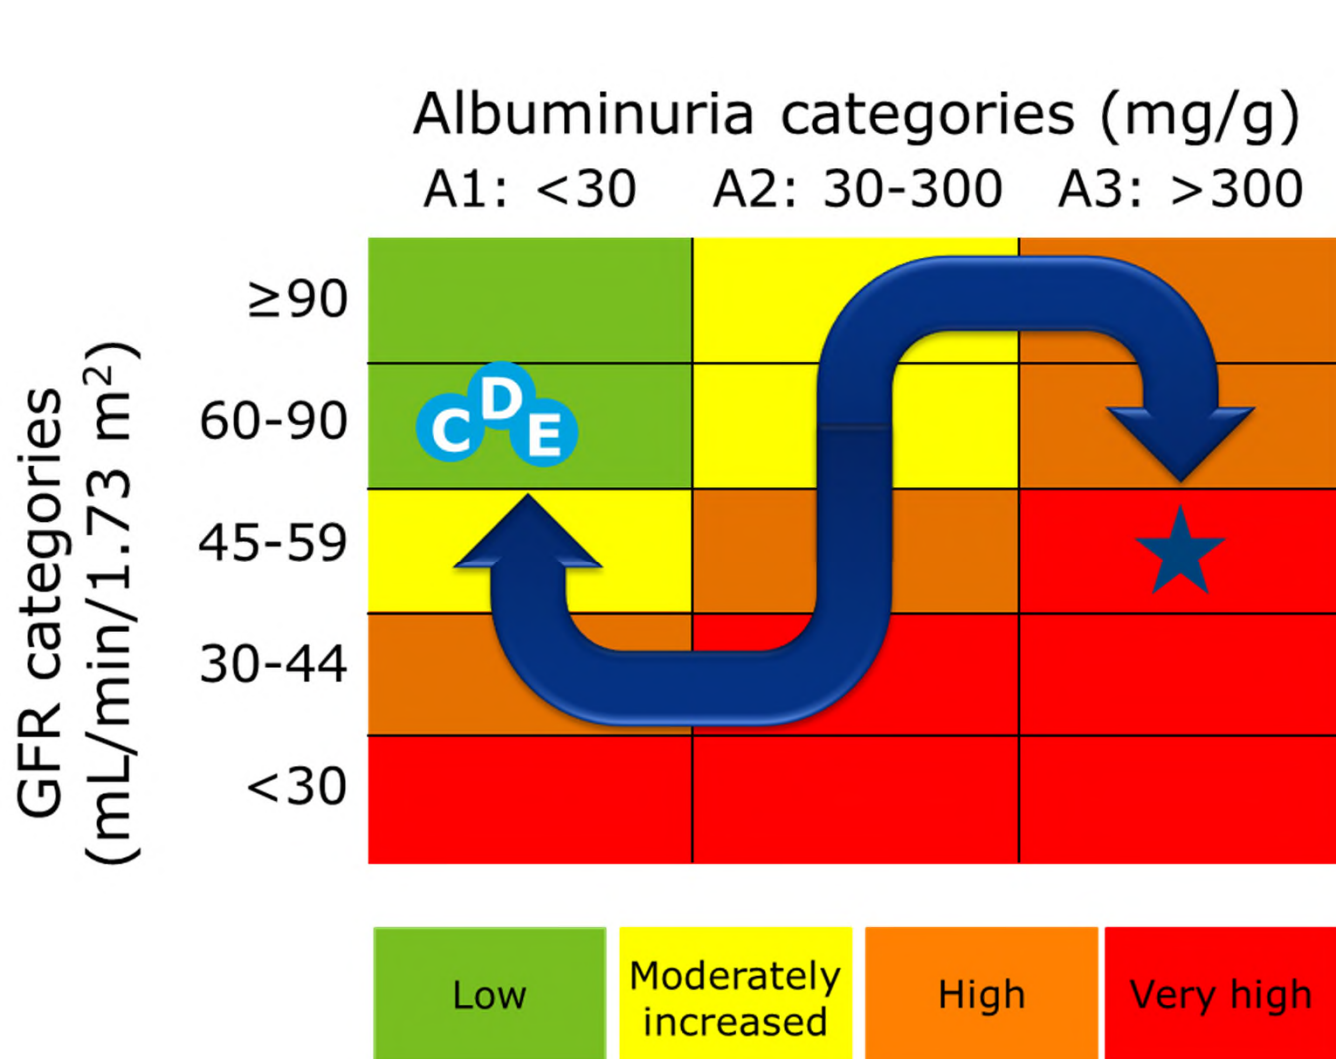 Albuminuria categories (mg/g)
A1: <30 A2: 30-300 A3: >300
GFR categories
(mL/min/1.73 m²)
≥90
60-90
C D E
45-59
30-44
<30
Low
Moderately
increased
High
Very high